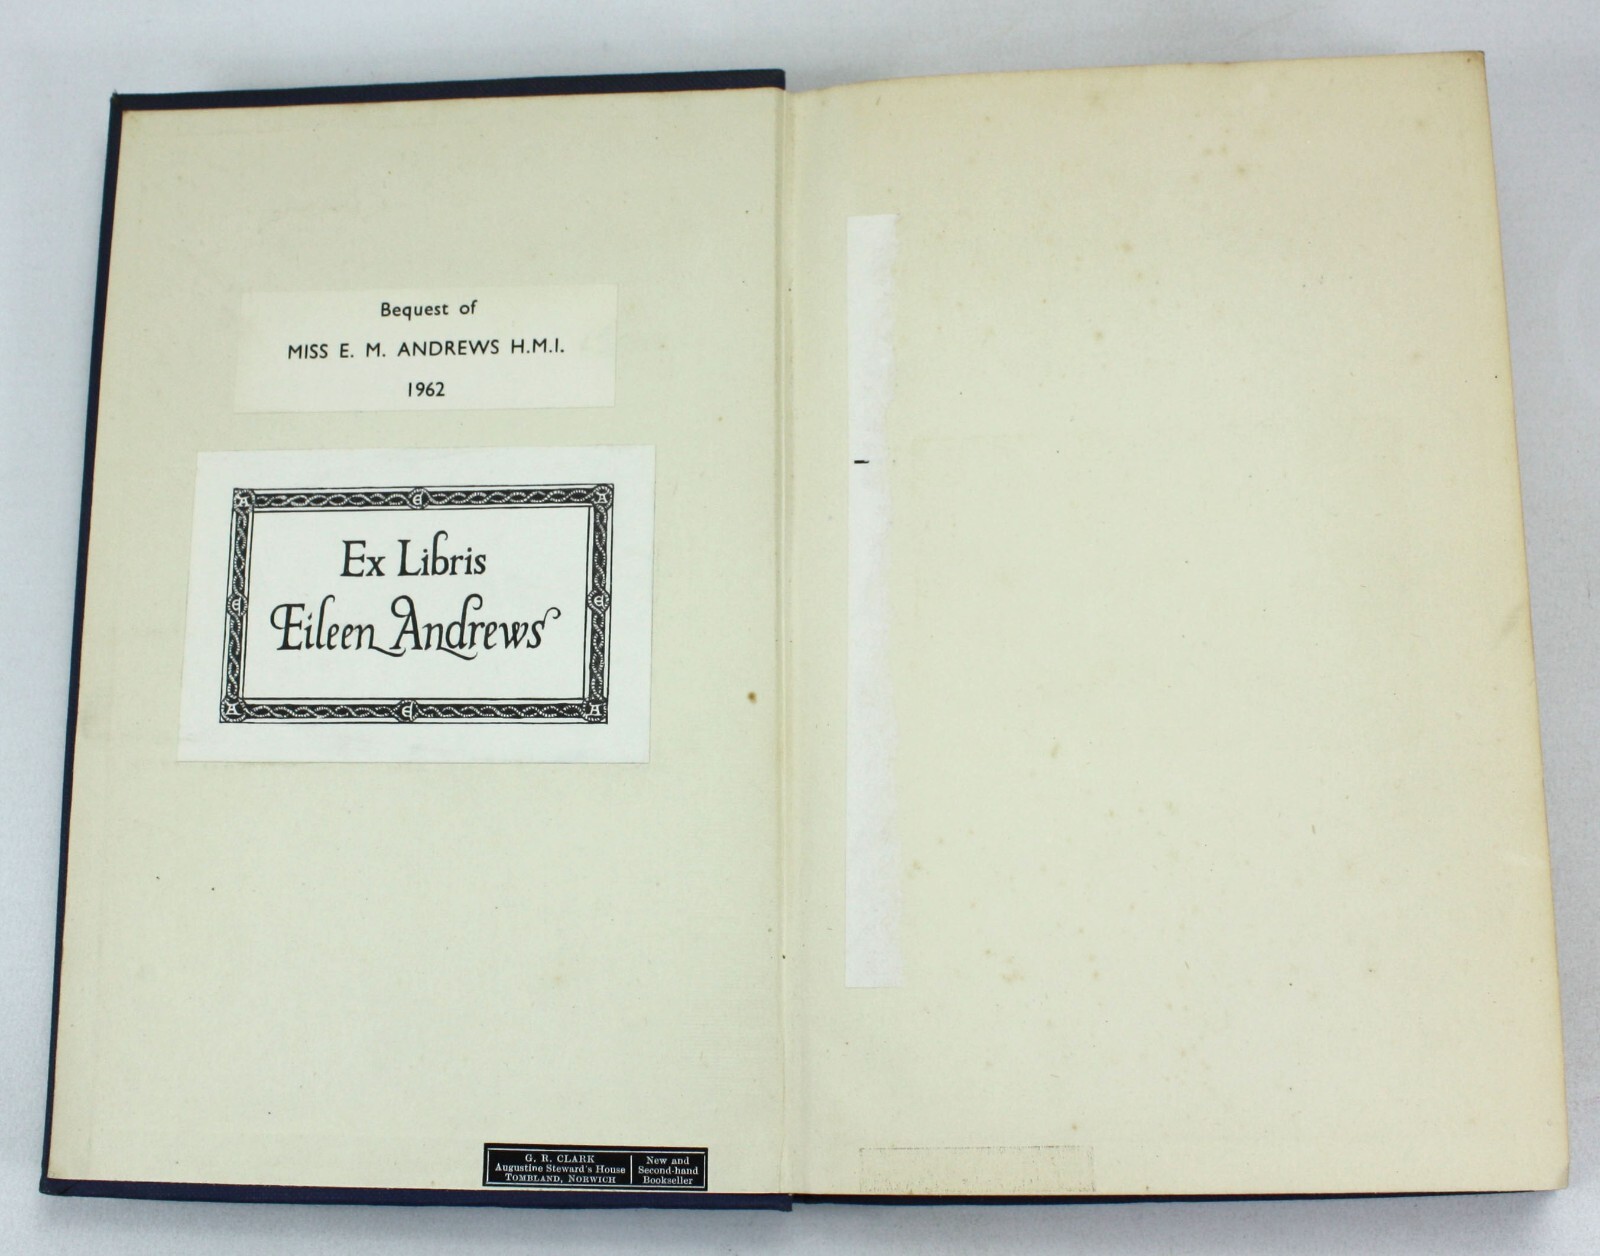 Bequest of
MISS E. M. ANDREWS H.M.I.
1962
A E A
Ex Libris
Eileen Andrews
E E
A E A
G. R. CLARK
Augustine Steward's House
TOMBLAND, NORWICH
New and
Second-hand
Bookseller